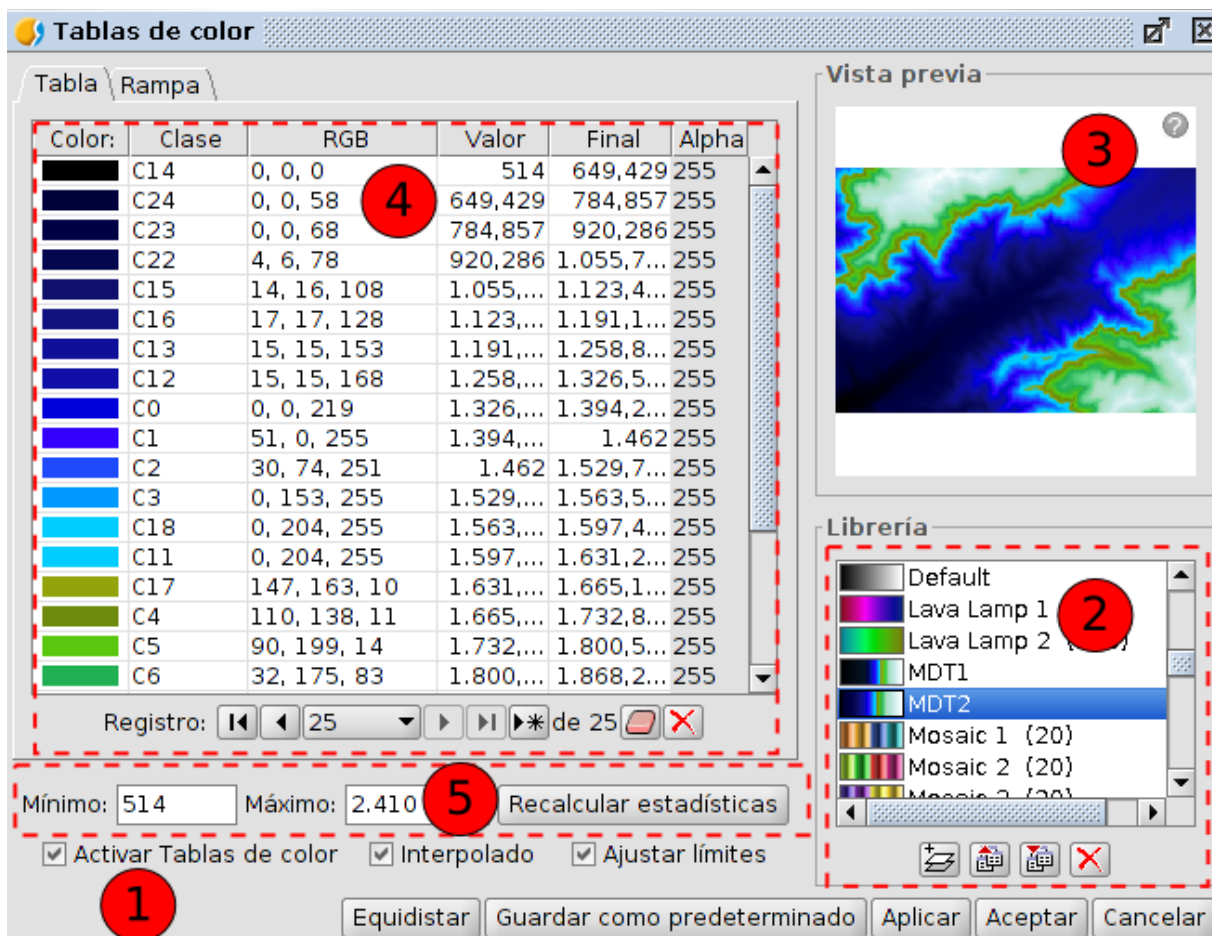 Tablas de color
Tabla Rampa
Color: Clase RGB Valor Final Alpha
C14 0, 0, 0 514 649,429 255
C24 0, 0, 58 649,429 784,857 255
C23 0, 0, 68 784,857 920,286 255
C22 4, 6, 78 920,286 1.055,7... 255
C15 14, 16, 108 1.055,... 1.123,4... 255
C16 17, 17, 128 1.123,... 1.191,1... 255
C13 15, 15, 153 1.191,... 1.258,8... 255
C12 15, 15, 168 1.258,... 1.326,5... 255
C0 0, 0, 219 1.326,... 1.394,2... 255
C1 51, 0, 255 1.394,... 1.462 255
C2 30, 74, 251 1.462 1.529,7... 255
C3 0, 153, 255 1.529,... 1.563,5... 255
C18 0, 204, 255 1.563,... 1.597,4... 255
C11 0, 204, 255 1.597,... 1.631,2... 255
C17 147, 163, 10 1.631,... 1.665,1... 255
C4 110, 138, 11 1.665,... 1.732,8... 255
C5 90, 199, 14 1.732,... 1.800,5... 255
C6 32, 175, 83 1.800,... 1.868,2... 255
4
Registro: 25 de 25
Mínimo: 514 Máximo: 2.410 5 Recalcular estadísticas
Activar Tablas de color Interpolado Ajustar límites
1
Vista previa
?
3
Librería
Default
Lava Lamp 1
Lava Lamp 2
2
MDT1
MDT2
Mosaic 1 (20)
Mosaic 2 (20)
Equidistar Guardar como predeterminado Aplicar Aceptar Cancelar